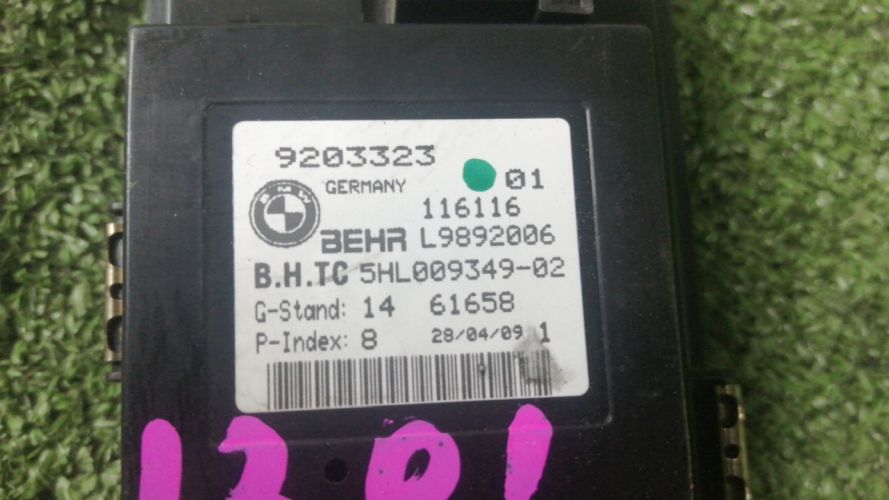 9203323
01
GERMANY
BMW
116116
BEHR L9892006
B.H.TC 5HL009349-02
G-Stand: 14 61658
P-Index: 8 28/04/09 1
1201